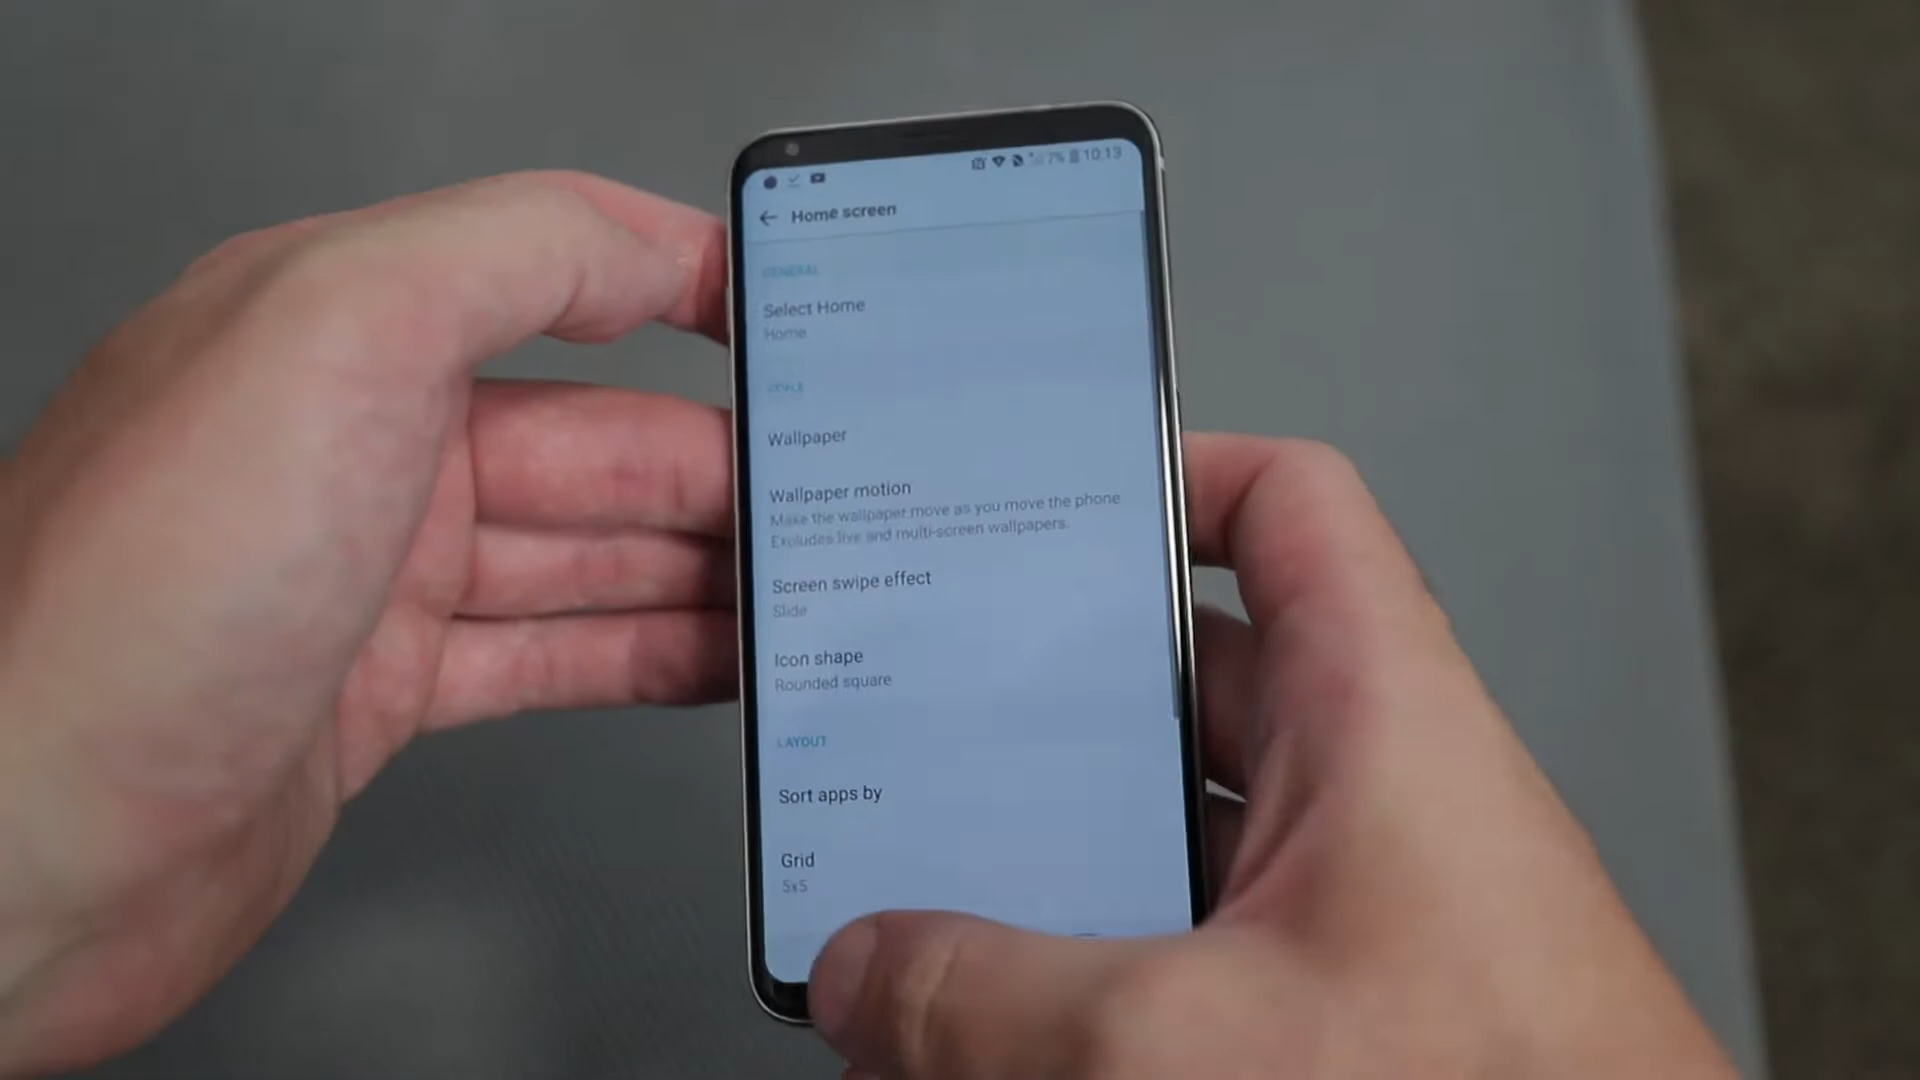 7% 10:13
Home screen
GENERAL
Select Home
Home
STYLE
Wallpaper
Wallpaper motion
Make the wallpaper move as you move the phone
Excludes live and multi-screen wallpapers.
Screen swipe effect
Slide
Icon shape
Rounded square
LAYOUT
Sort apps by
Grid
5x5